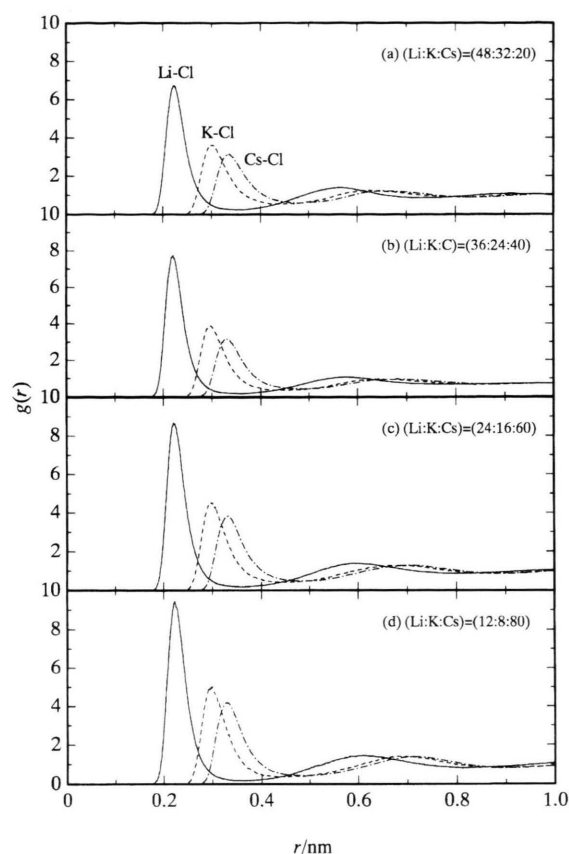 10
(a) (Li:K:Cs)=(48:32:20)
8
Li-Cl
6
K-Cl
4
Cs-Cl
2
10
(b) (Li:K:C)=(36:24:40)
8
6
4
2
g(r)
10
(c) (Li:K:Cs)=(24:16:60)
8
6
4
2
10
(d) (Li:K:Cs)=(12:8:80)
8
6
4
2
0
0 0.2 0.4 0.6 0.8 1.0
r/nm